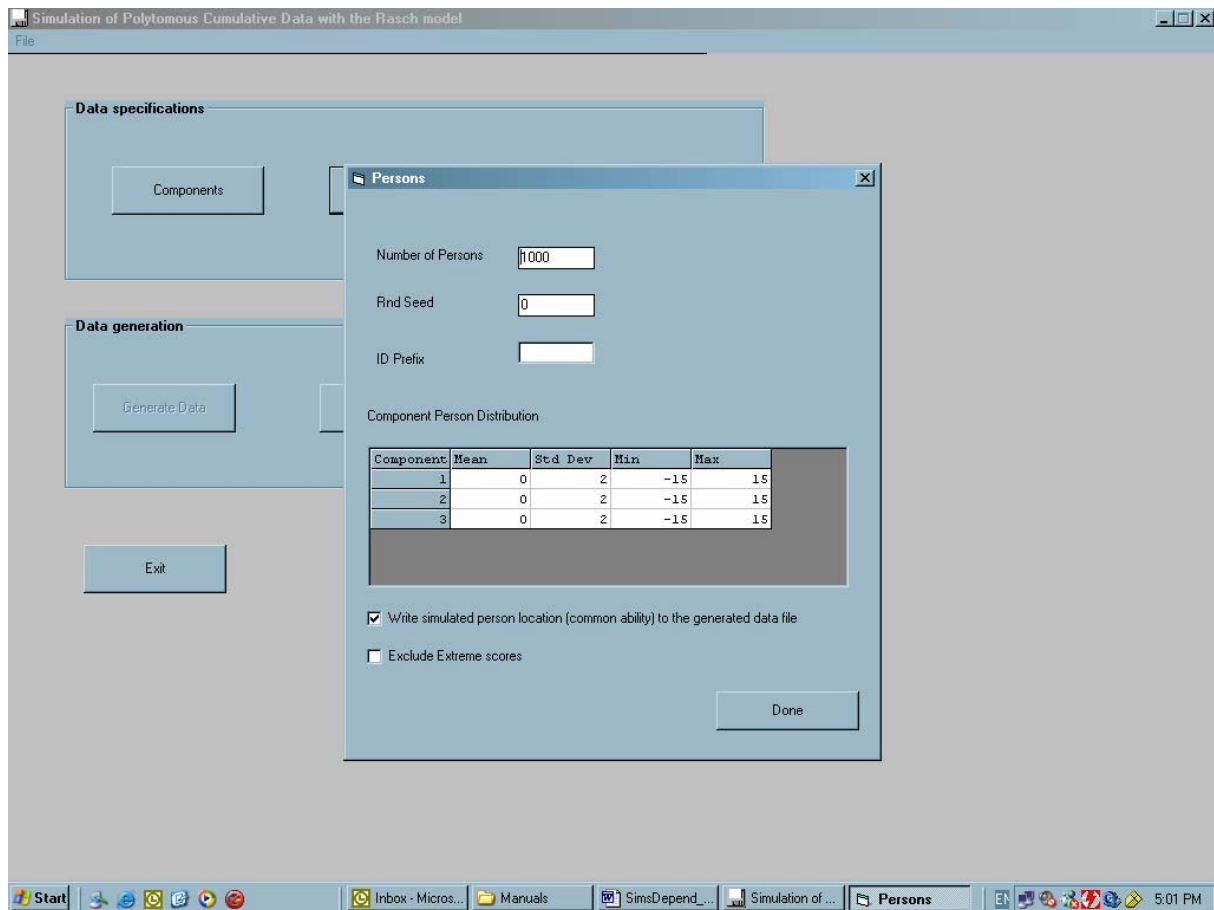 Simulation of Polytomous Cumulative Data with the Rasch model
File
Data specifications
Components
Data generation
Generate Data
Exit
Persons
Number of Persons 1000
Rnd Seed 0
ID Prefix
Component Person Distribution
Component Mean Std Dev Min Max
1 0 2 -15 15
2 0 2 -15 15
3 0 2 -15 15
Write simulated person location (common ability) to the generated data file
Exclude Extreme scores
Done
Start Inbox - Micros... Manuals SimsDepend_... Simulation of ... Persons EN 5:01 PM